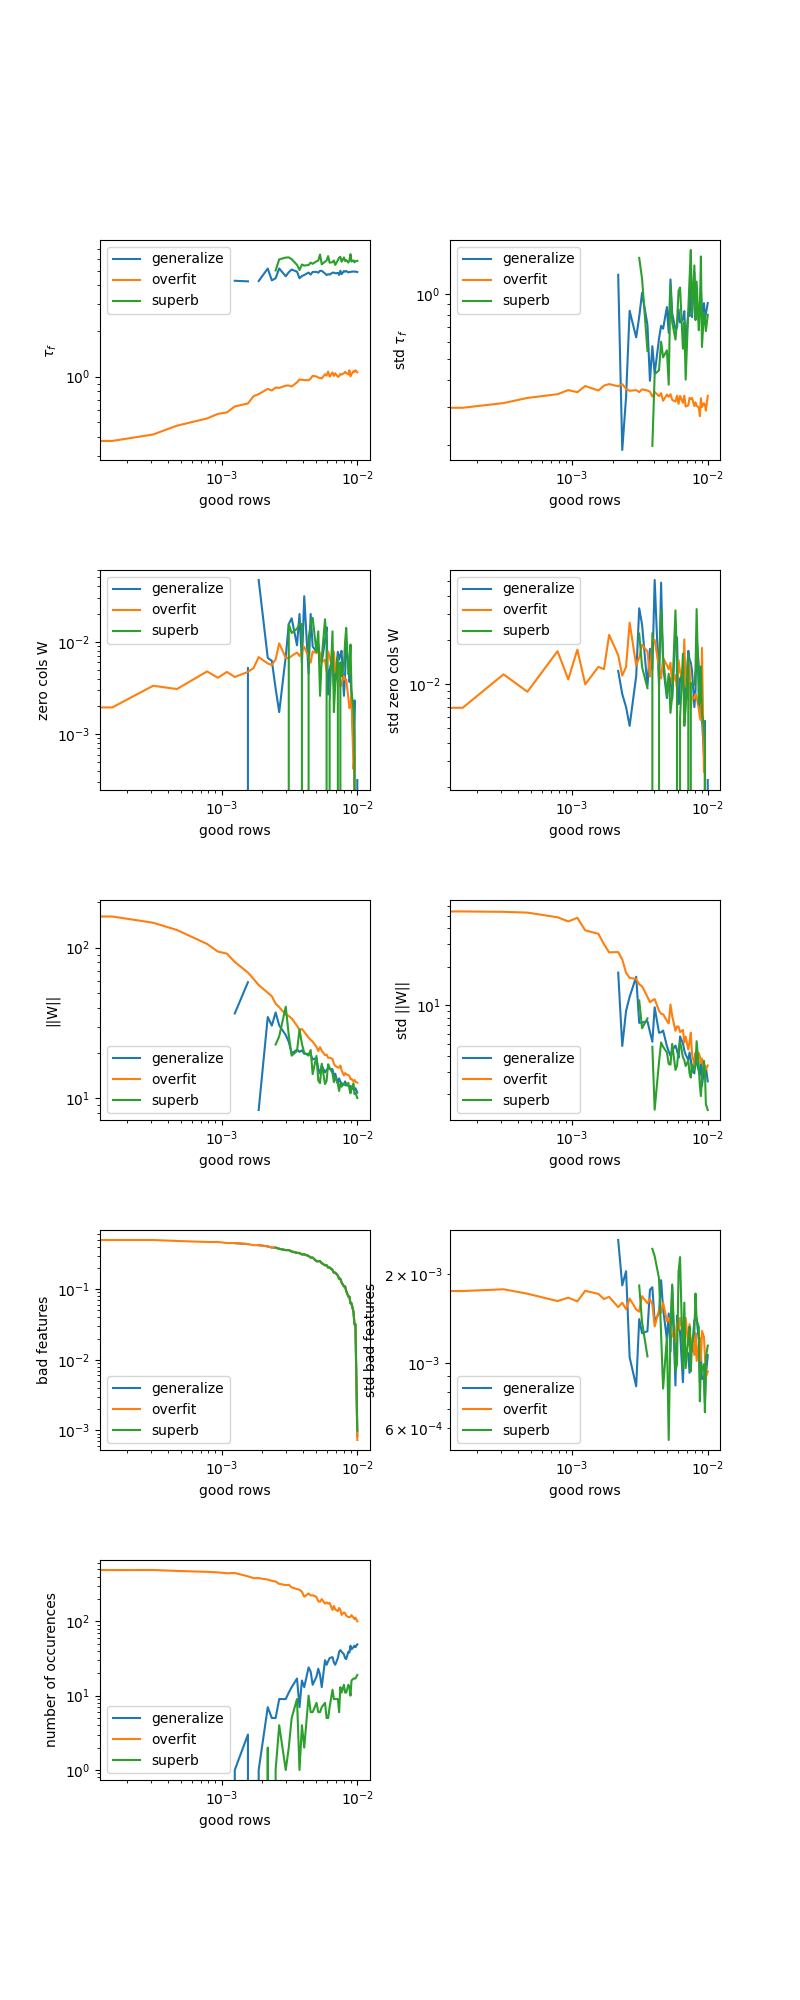 generalize
overfit
superb
τ_f
10^0
10^-3
10^-2
good rows
generalize
overfit
superb
std τ_f
10^0
10^-3
10^-2
good rows
generalize
overfit
superb
zero cols W
10^-2
10^-3
10^-3
10^-2
good rows
generalize
overfit
superb
std zero cols W
10^-2
10^-3
10^-2
good rows
||W||
10^2
10^1
generalize
overfit
superb
10^-3
10^-2
good rows
std ||W||
10^1
generalize
overfit
superb
10^-3
10^-2
good rows
bad features
10^-1
10^-2
10^-3
generalize
overfit
superb
10^-3
10^-2
good rows
std bad features
2 × 10^-3
10^-3
6 × 10^-4
generalize
overfit
superb
10^-3
10^-2
good rows
number of occurences
10^2
10^1
10^0
generalize
overfit
superb
10^-3
10^-2
good rows